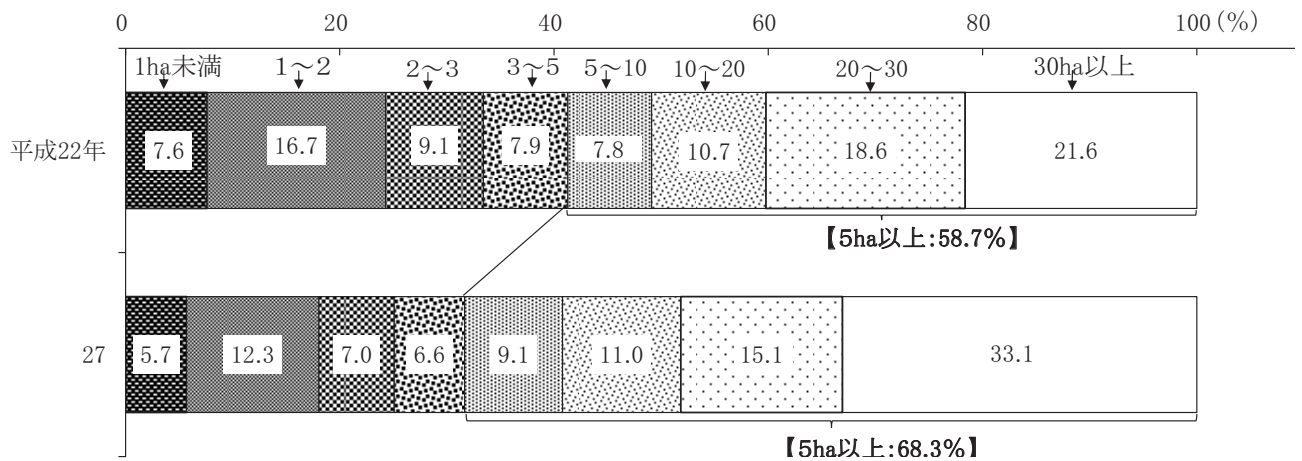 0 20 40 60 80 100 (%)
1ha未満 1～2 2～3 3～5 5～10 10～20 20～30 30ha以上
平成22年 7.6 16.7 9.1 7.9 7.8 10.7 18.6 21.6
【5ha以上:58.7%】
27 5.7 12.3 7.0 6.6 9.1 11.0 15.1 33.1
【5ha以上:68.3%】